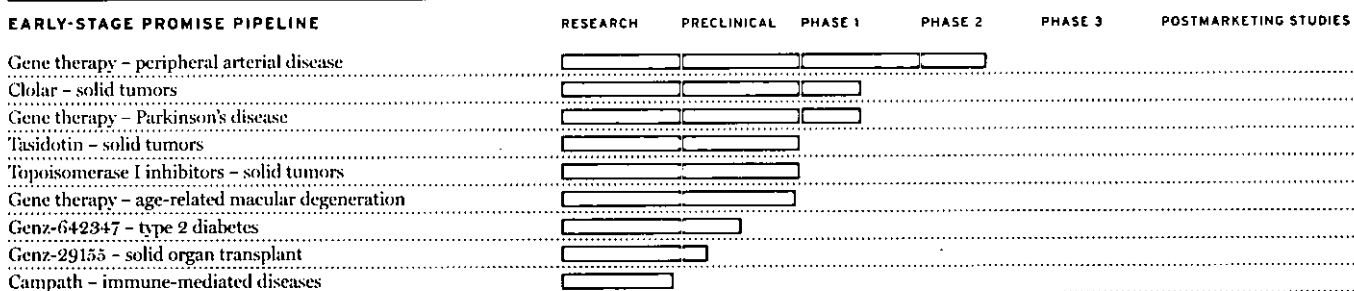 EARLY-STAGE PROMISE PIPELINE RESEARCH PRECLINICAL PHASE 1 PHASE 2 PHASE 3 POSTMARKETING STUDIES
Gene therapy – peripheral arterial disease
Clolar – solid tumors
Gene therapy – Parkinson's disease
Tasidotin – solid tumors
Topoisomerase I inhibitors – solid tumors
Gene therapy – age-related macular degeneration
Genz-642347 – type 2 diabetes
Genz-29155 – solid organ transplant
Campath – immune-mediated diseases